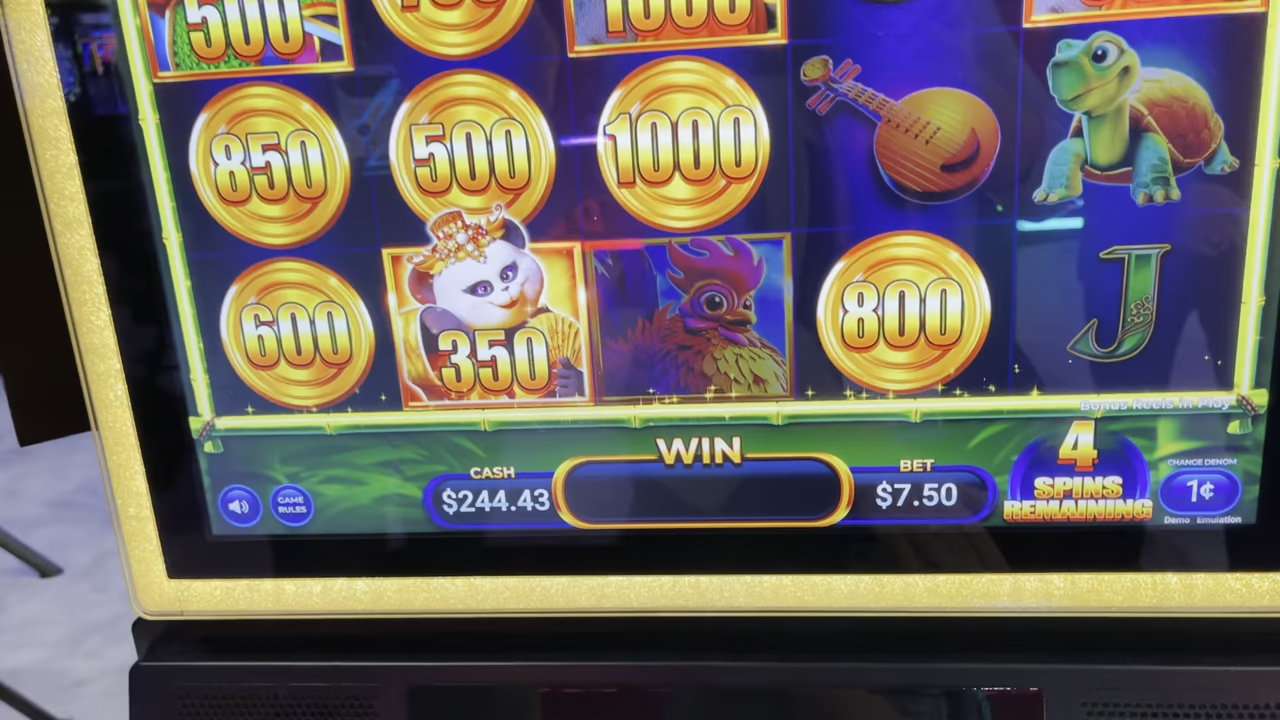 500
1000
850
500
1000
600
350
800
J
Bonus Reels in Play
WIN
4
SPINS
REMAINING
CASH
$244.43
BET
$7.50
CHANGE DENOM
1¢
GAME
RULES
Demo Emulation